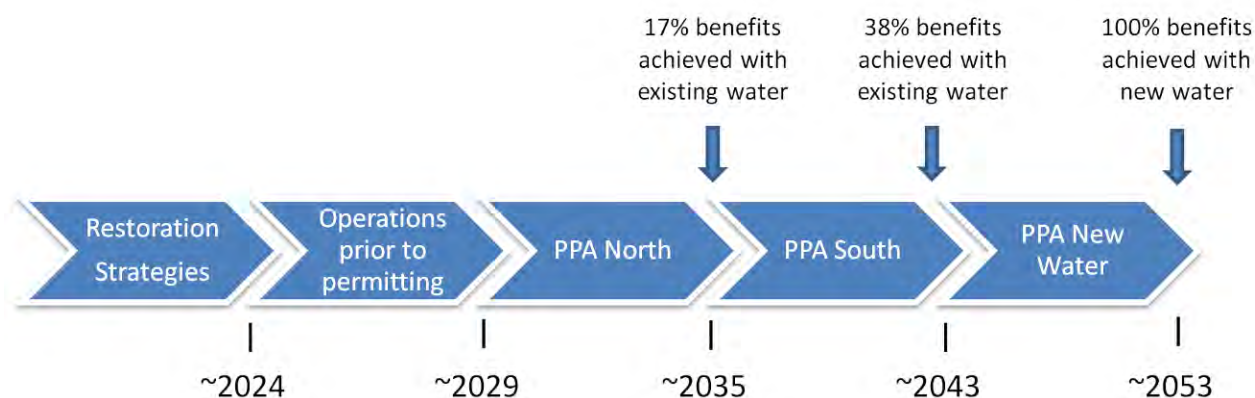 17% benefits
achieved with
existing water
38% benefits
achieved with
existing water
100% benefits
achieved with
new water
Restoration
Strategies
Operations
prior to
permitting
PPA North
PPA South
PPA New
Water
~2024
~2029
~2035
~2043
~2053